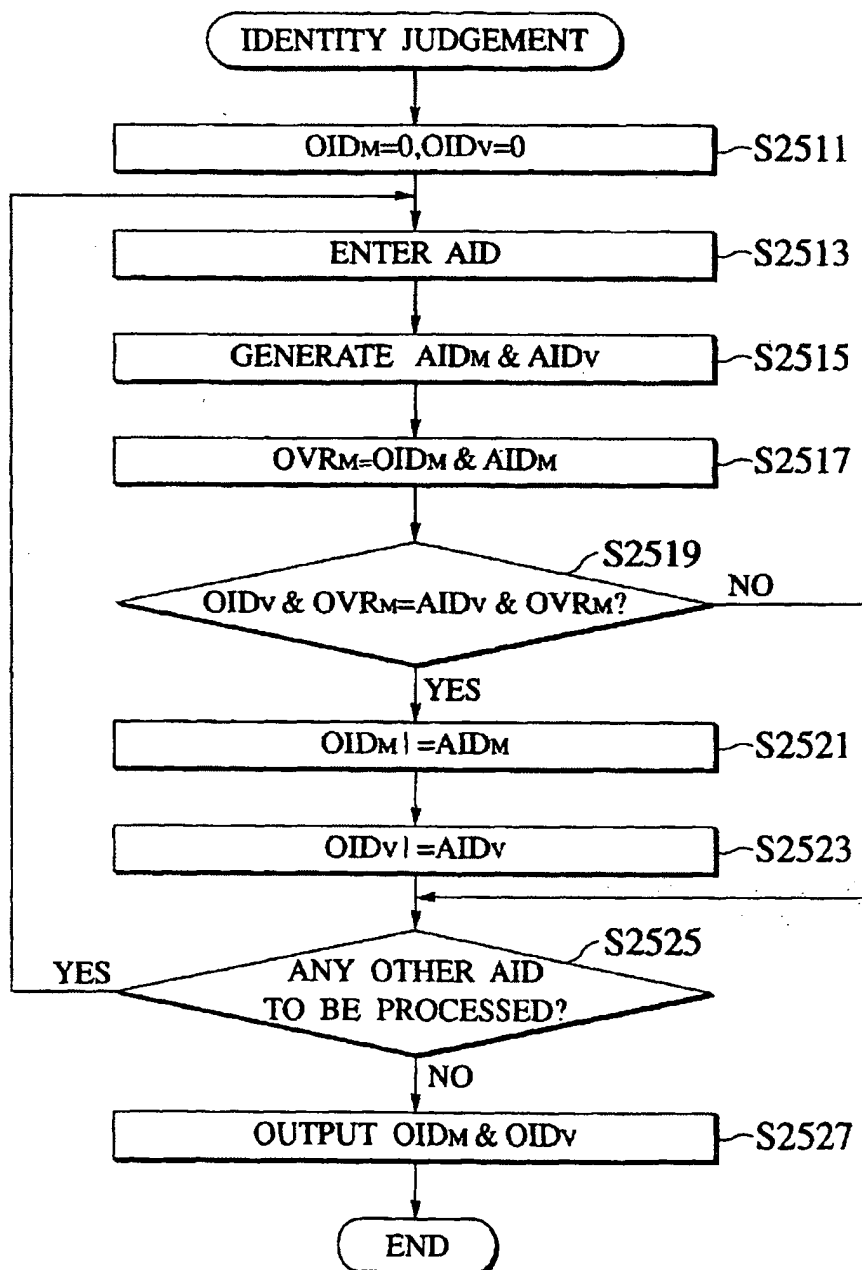 IDENTITY JUDGEMENT
OIDM=0,OIDV=0
S2511
ENTER AID
S2513
GENERATE AIDM & AIDV
S2515
OVRM=OIDM & AIDM
S2517
S2519
OIDV & OVRM=AIDV & OVRM?
NO
YES
OIDM|=AIDM
S2521
OIDV|=AIDV
S2523
S2525
YES
ANY OTHER AID
TO BE PROCESSED?
NO
OUTPUT OIDM & OIDV
S2527
END